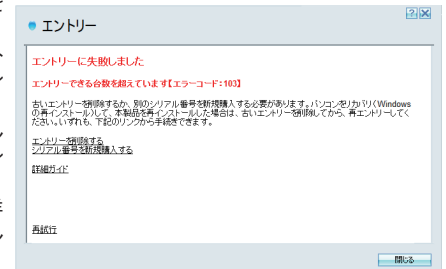 エントリー
エントリーに失敗しました
エントリーできる台数を超えています【エラーコード:103】
古いエントリーを削除するか、別のシリアル番号を新規購入する必要があります。パソコンをリカバリ(Windows
の再インストール)して、本製品を再インストールした場合は、古いエントリーを削除してから、再エントリーしてく
ださい。いずれも、下記のリンクから手続きできます。
エントリーを削除する
シリアル番号を新規購入する
詳細ガイド
再試行
閉じる